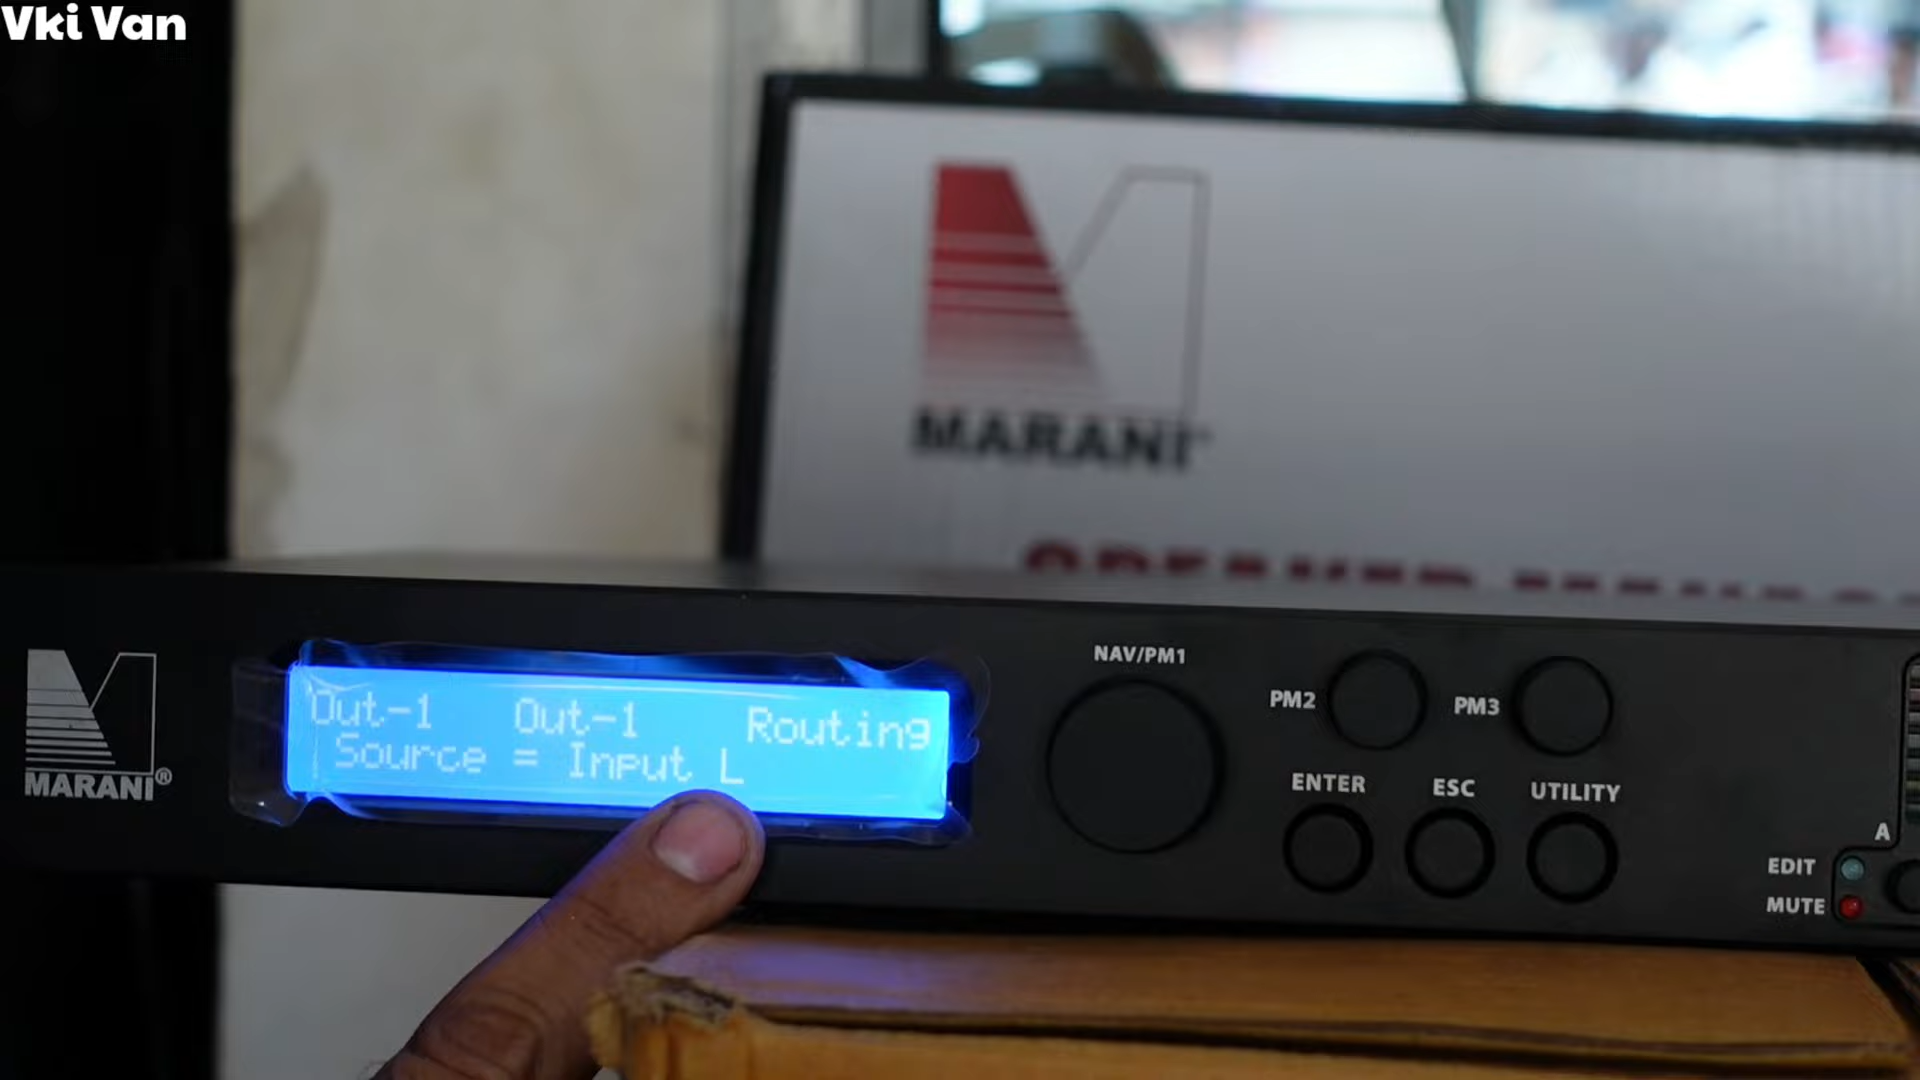 Vki Van
MARANI
NAV/PM1
PM2
PM3
MARANI®
Out-1 Out-1 Routing
Source = Input L
ENTER
ESC
UTILITY
A
EDIT
MUTE